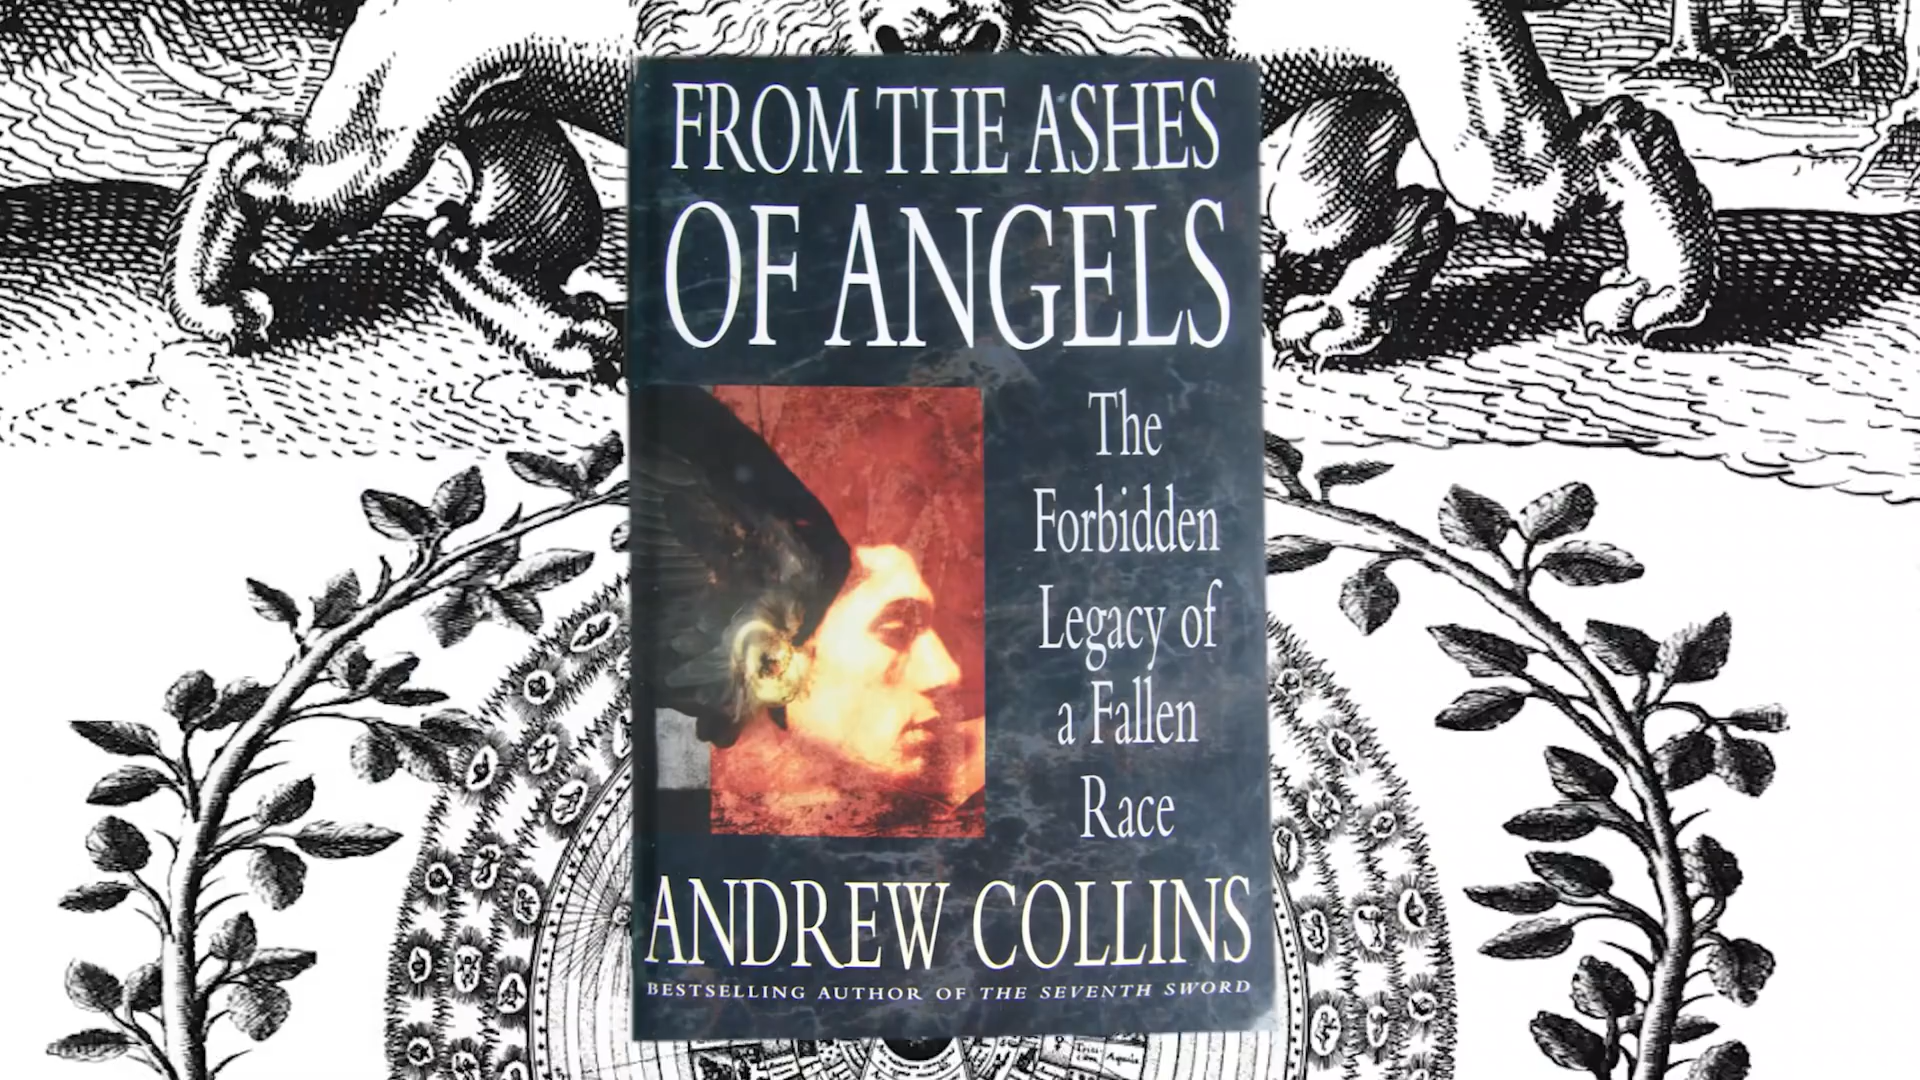 FROM THE ASHES
OF ANGELS
The
Forbidden
Legacy of
a Fallen
Race
ANDREW COLLINS
BESTSELLING AUTHOR OF THE SEVENTH SWORD